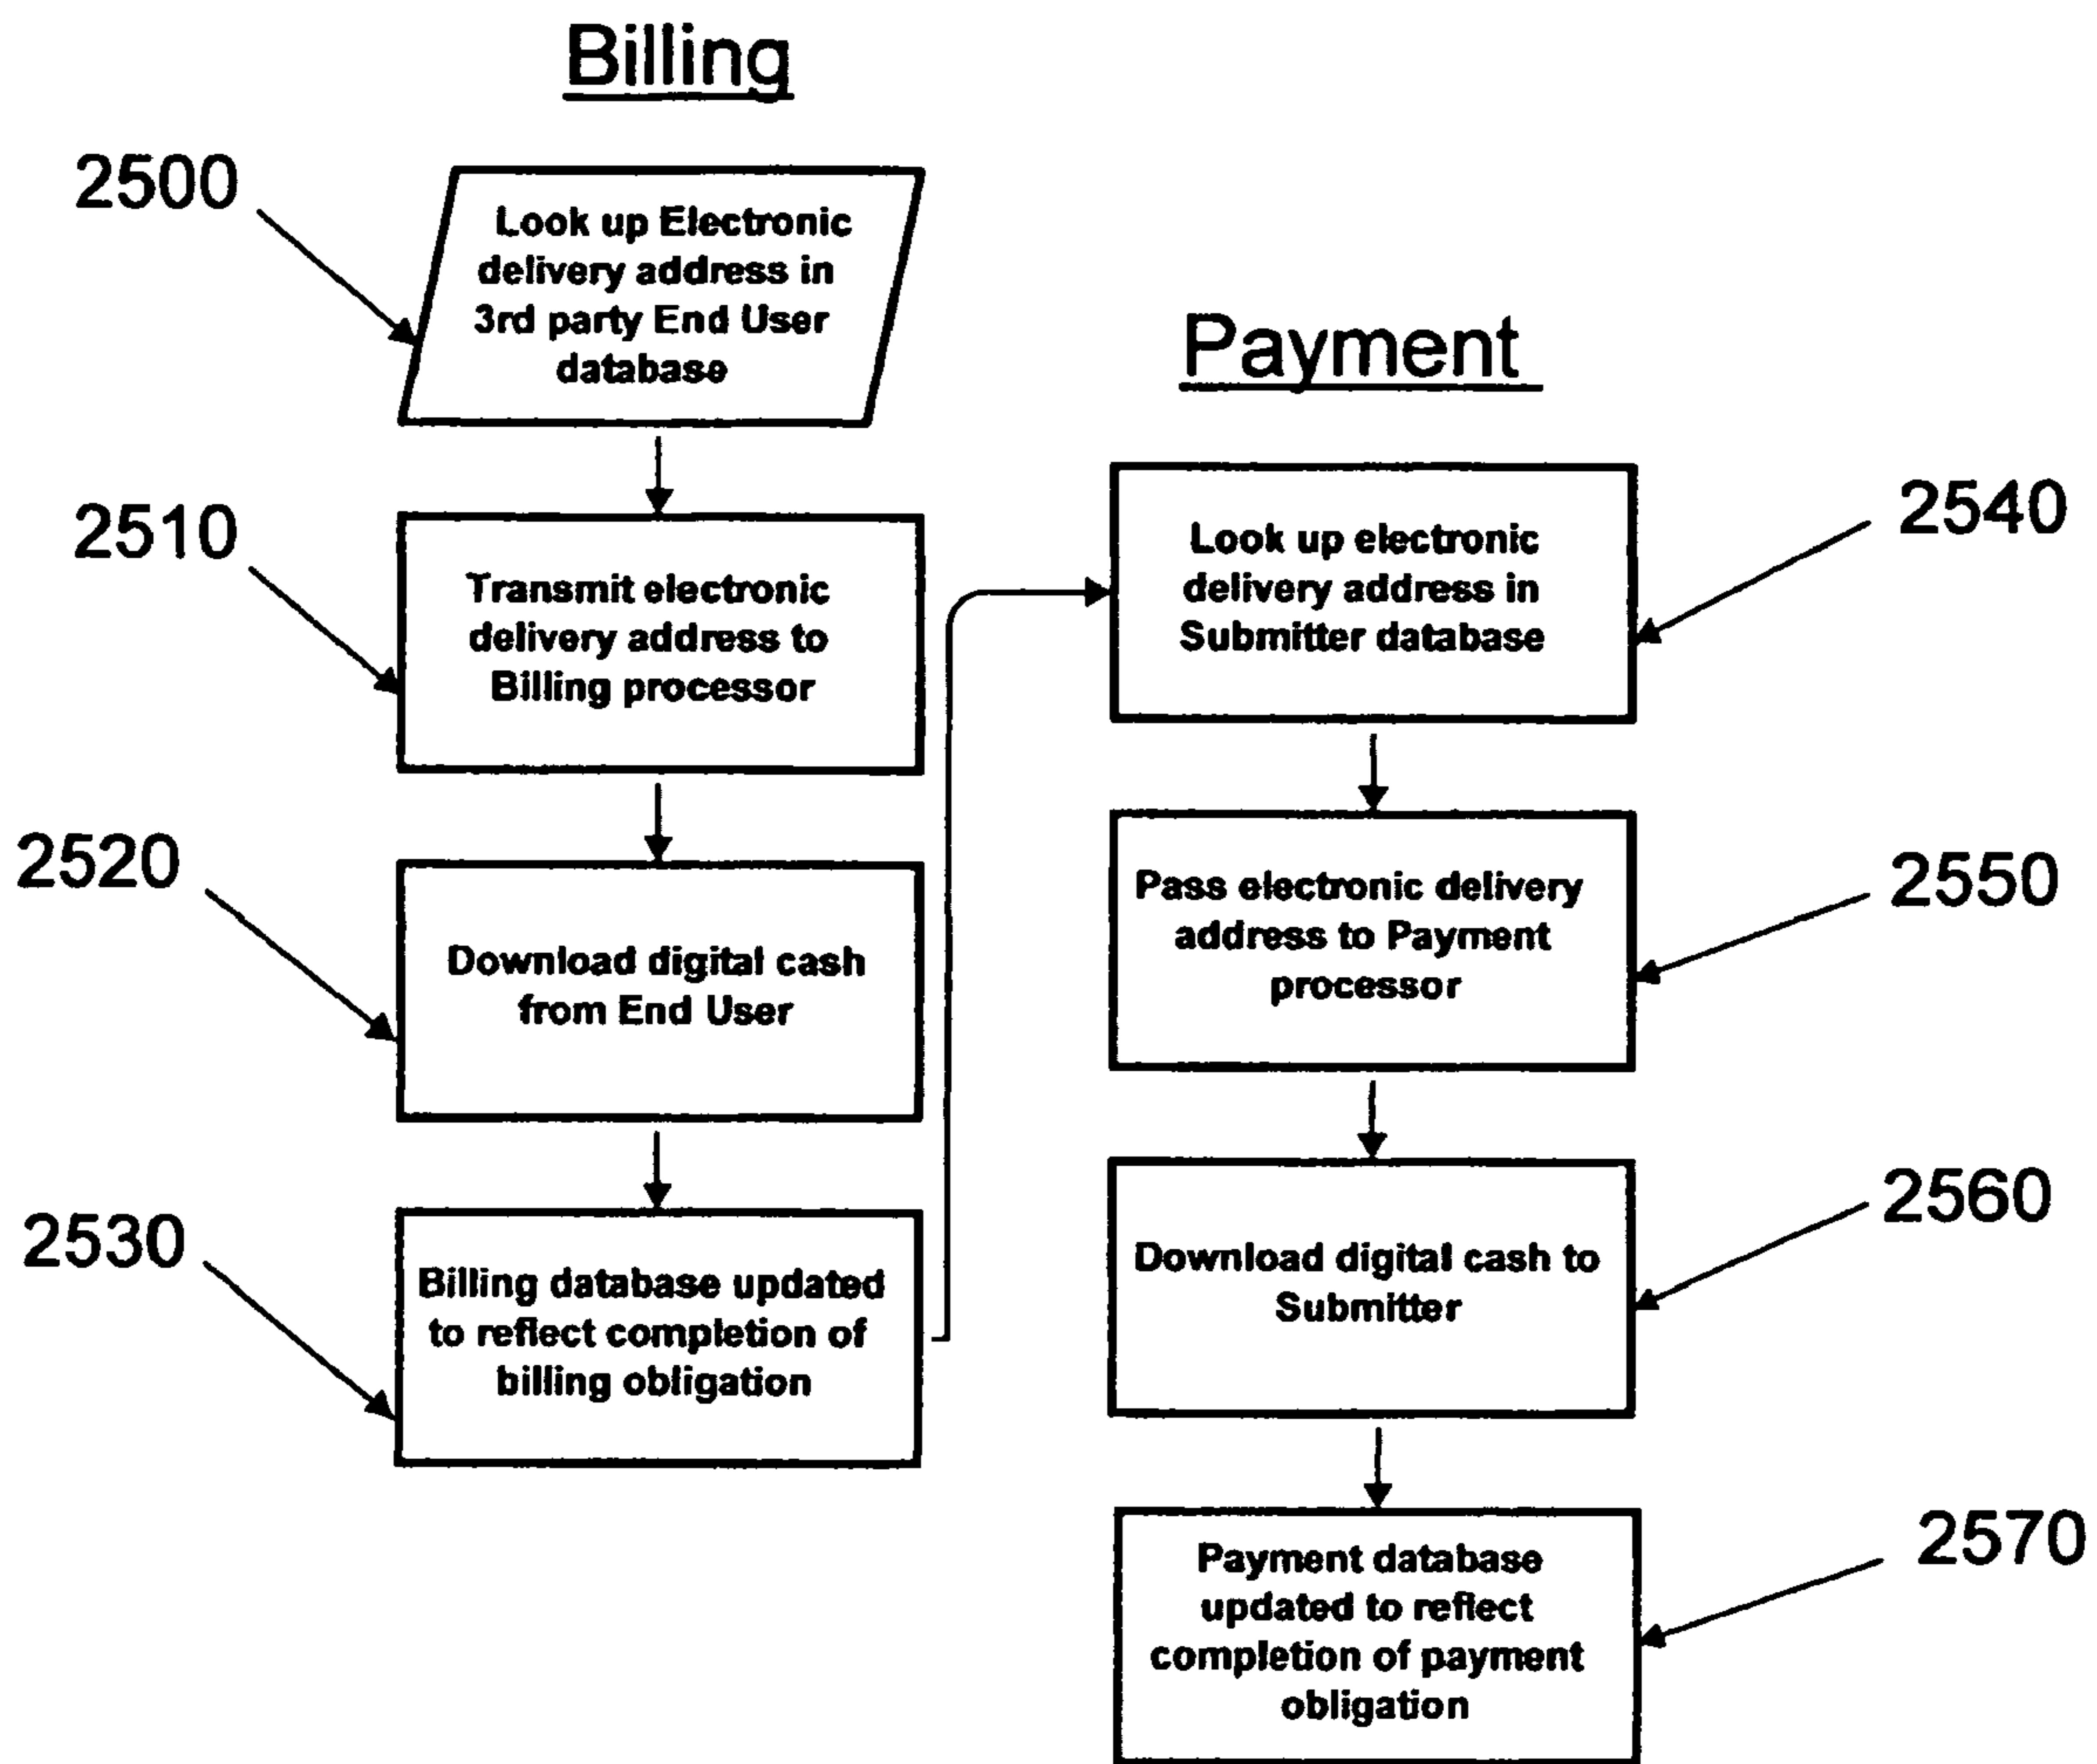 Billing
2500
Look up Electronic
delivery address in
3rd party End User
database
2510
Transmit electronic
delivery address to
Billing processor
2520
Download digital cash
from End User
2530
Billing database updated
to reflect completion of
billing obligation
Payment
2540
Look up electronic
delivery address in
Submitter database
2550
Pass electronic delivery
address to Payment
processor
2560
Download digital cash to
Submitter
2570
Payment database
updated to reflect
completion of payment
obligation